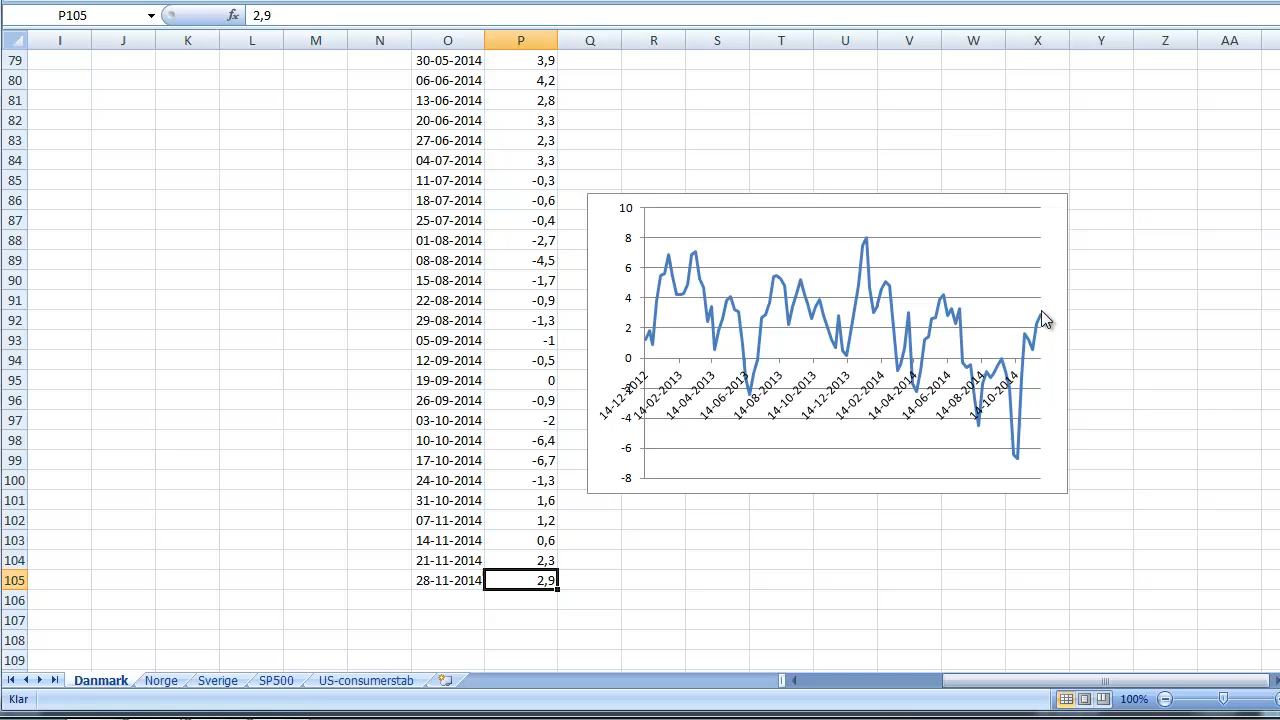 P105 fx 2,9
I J K L M N O P Q R S T U V W X Y Z AA
79 30-05-2014 3,9
80 06-06-2014 4,2
81 13-06-2014 2,8
82 20-06-2014 3,3
83 27-06-2014 2,3
84 04-07-2014 3,3
85 11-07-2014 -0,3
86 18-07-2014 -0,6
87 25-07-2014 -0,4
88 01-08-2014 -2,7
89 08-08-2014 -4,5
90 15-08-2014 -1,7
91 22-08-2014 -0,9
92 29-08-2014 -1,3
93 05-09-2014 -1
94 12-09-2014 -0,5
95 19-09-2014 0
96 26-09-2014 -0,9
97 03-10-2014 -2
98 10-10-2014 -6,4
99 17-10-2014 -6,7
100 24-10-2014 -1,3
101 31-10-2014 1,6
102 07-11-2014 1,2
103 14-11-2014 0,6
104 21-11-2014 2,3
105 28-11-2014 2,9
106
107
108
109
10
8
6
4
2
0
-2
-4
-6
-8
14-12-2012 14-02-2013 14-04-2013 14-06-2013 14-08-2013 14-10-2013 14-12-2013 14-02-2014 14-04-2014 14-06-2014 14-08-2014 14-10-2014
Danmark Norge Sverige SP500 US-consumerstab
Klar 100%